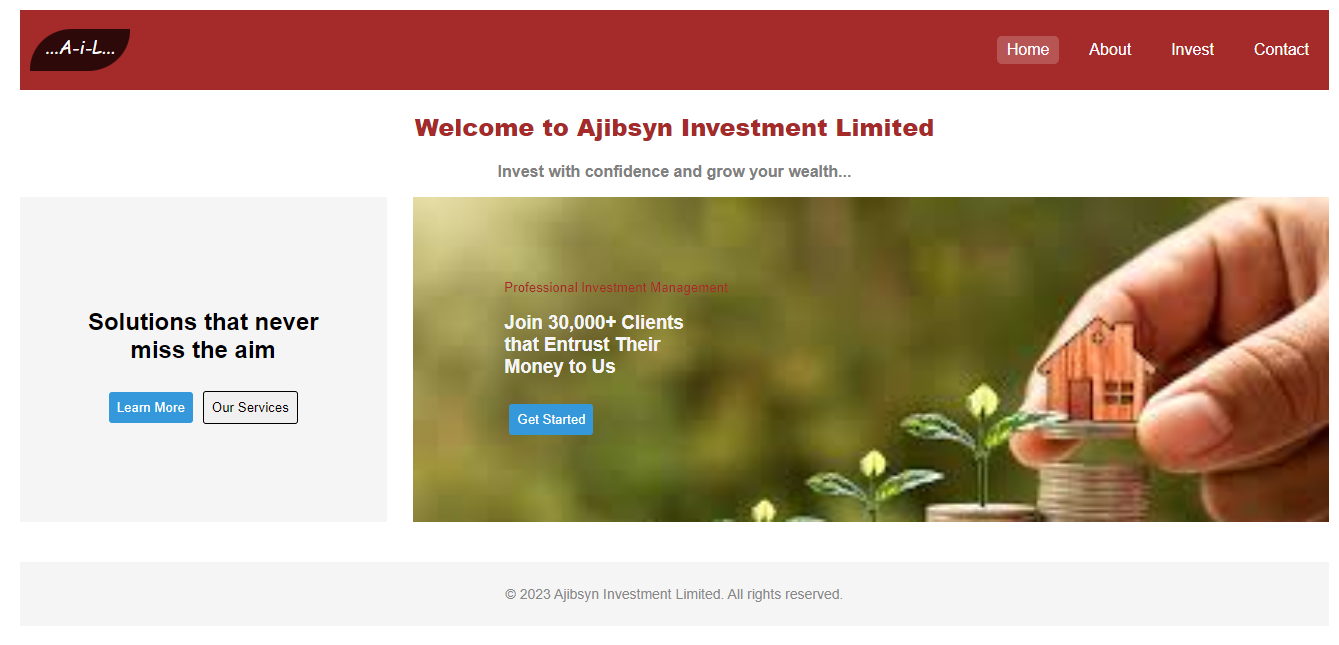 ...A-i-L...
Home About Invest Contact
Welcome to Ajibsyn Investment Limited
Invest with confidence and grow your wealth...
Solutions that never
miss the aim
Learn More Our Services
Professional Investment Management
Join 30,000+ Clients
that Entrust Their
Money to Us
Get Started
© 2023 Ajibsyn Investment Limited. All rights reserved.